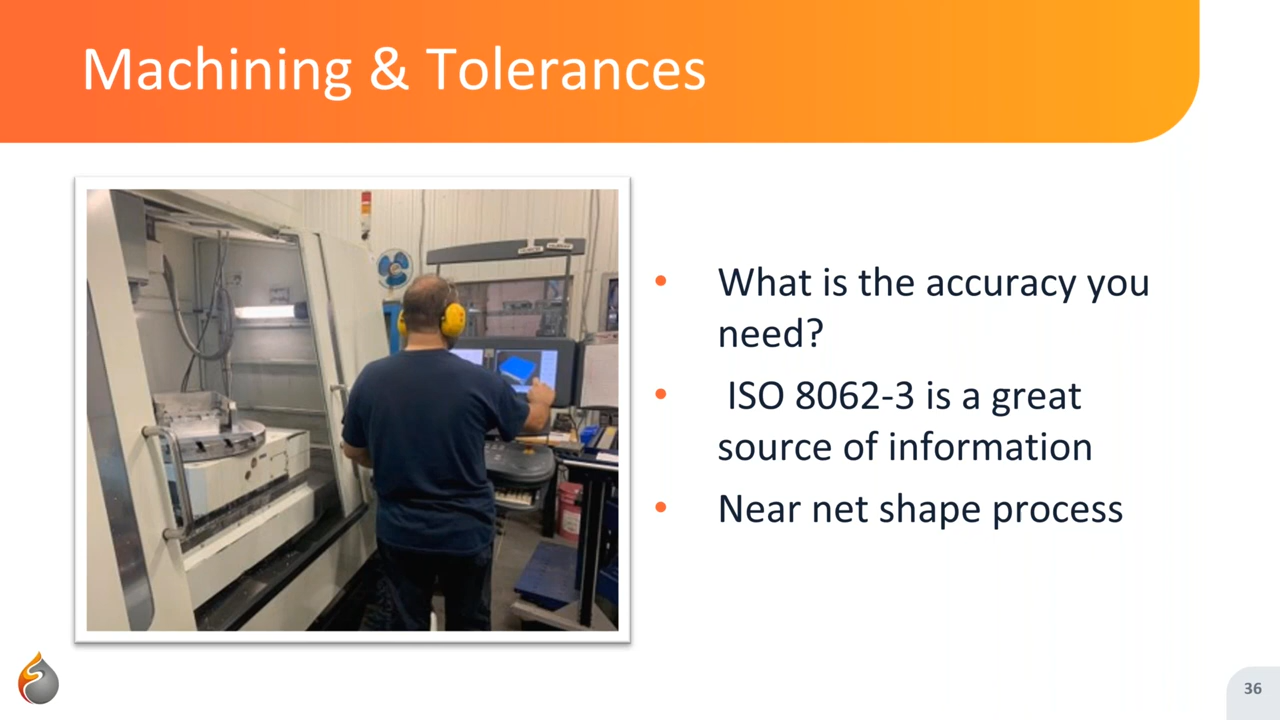 Machining & Tolerances
• What is the accuracy you
need?
• ISO 8062-3 is a great
source of information
• Near net shape process
36